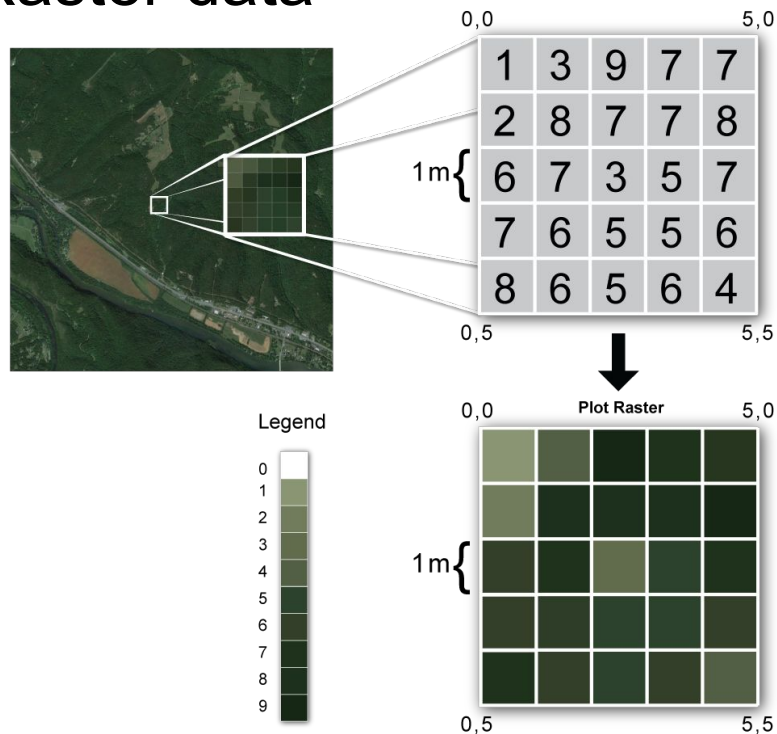 Raster data
0,0 5,0
1 3 9 7 7
2 8 7 7 8
1m{ 6 7 3 5 7
7 6 5 5 6
8 6 5 6 4
0,5 5,5
Plot Raster
0,0 5,0
1m{
0,5 5,5
Legend
0
1
2
3
4
5
6
7
8
9